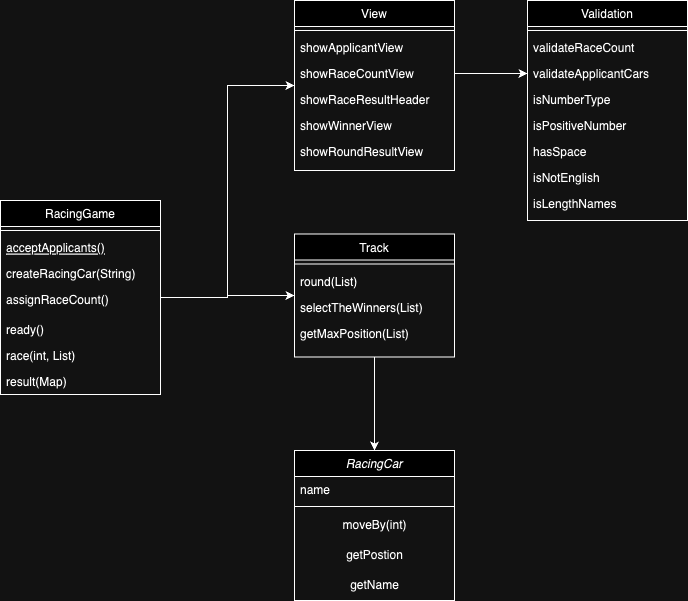 View
showApplicantView
showRaceCountView
showRaceResultHeader
showWinnerView
showRoundResultView
Validation
validateRaceCount
validateApplicantCars
isNumberType
isPositiveNumber
hasSpace
isNotEnglish
isLengthNames
RacingGame
acceptApplicants()
createRacingCar(String)
assignRaceCount()
ready()
race(int, List)
result(Map)
Track
round(List)
selectTheWinners(List)
getMaxPosition(List)
RacingCar
name
moveBy(int)
getPostion
getName